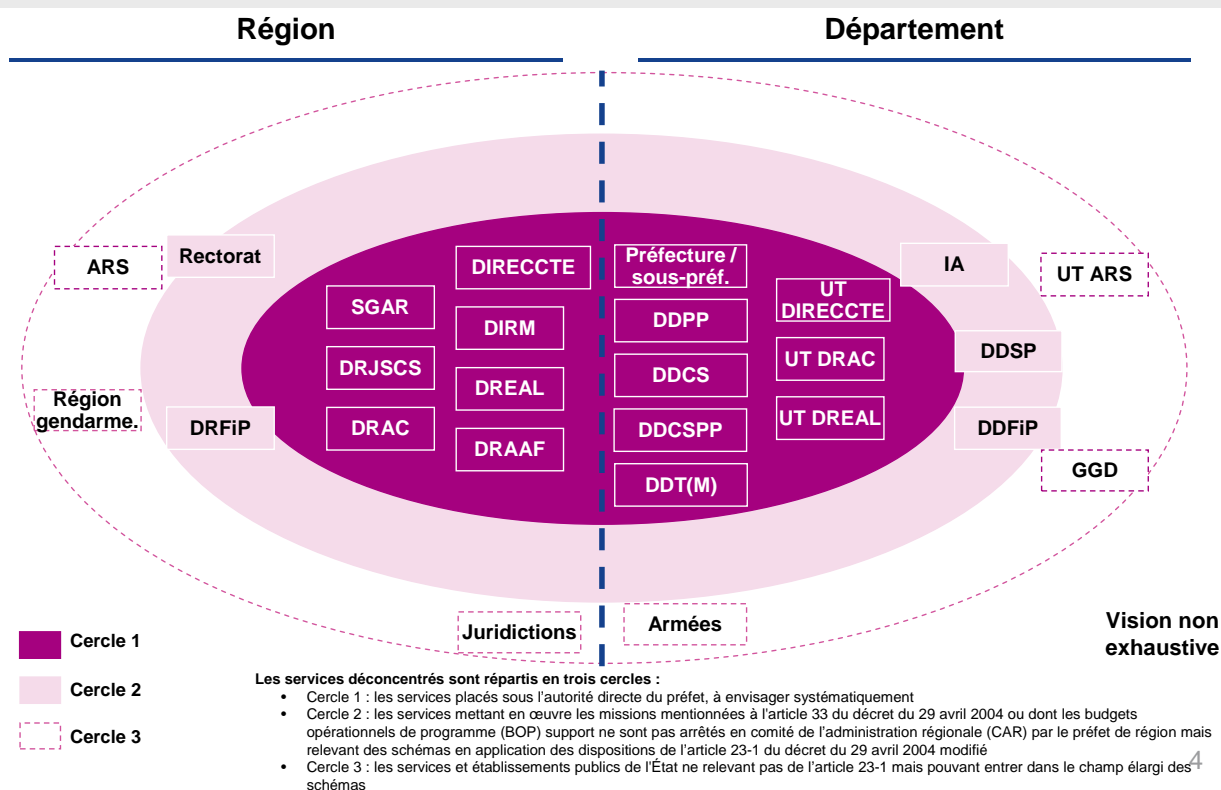 Région
Département
ARS
Rectorat
DIRECCTE
Préfecture /
sous-préf.
IA
UT ARS
SGAR
DIRM
DDPP
UT
DIRECCTE
DRJSCS
DREAL
DDCS
UT DRAC
DDSP
Région
gendarme.
DRFiP
DRAC
DRAAF
DDCSPP
UT DREAL
DDFiP
DDT(M)
GGD
Juridictions
Armées
Vision non
exhaustive
Cercle 1
Cercle 2
Cercle 3
Les services déconcentrés sont répartis en trois cercles :
• Cercle 1 : les services placés sous l'autorité directe du préfet, à envisager systématiquement
• Cercle 2 : les services mettant en œuvre les missions mentionnées à l'article 33 du décret du 29 avril 2004 ou dont les budgets
opérationnels de programme (BOP) support ne sont pas arrêtés en comité de l'administration régionale (CAR) par le préfet de région mais
relevant des schémas en application des dispositions de l'article 23-1 du décret du 29 avril 2004 modifié
• Cercle 3 : les services et établissements publics de l'État ne relevant pas de l'article 23-1 mais pouvant entrer dans le champ élargi des
schémas
4